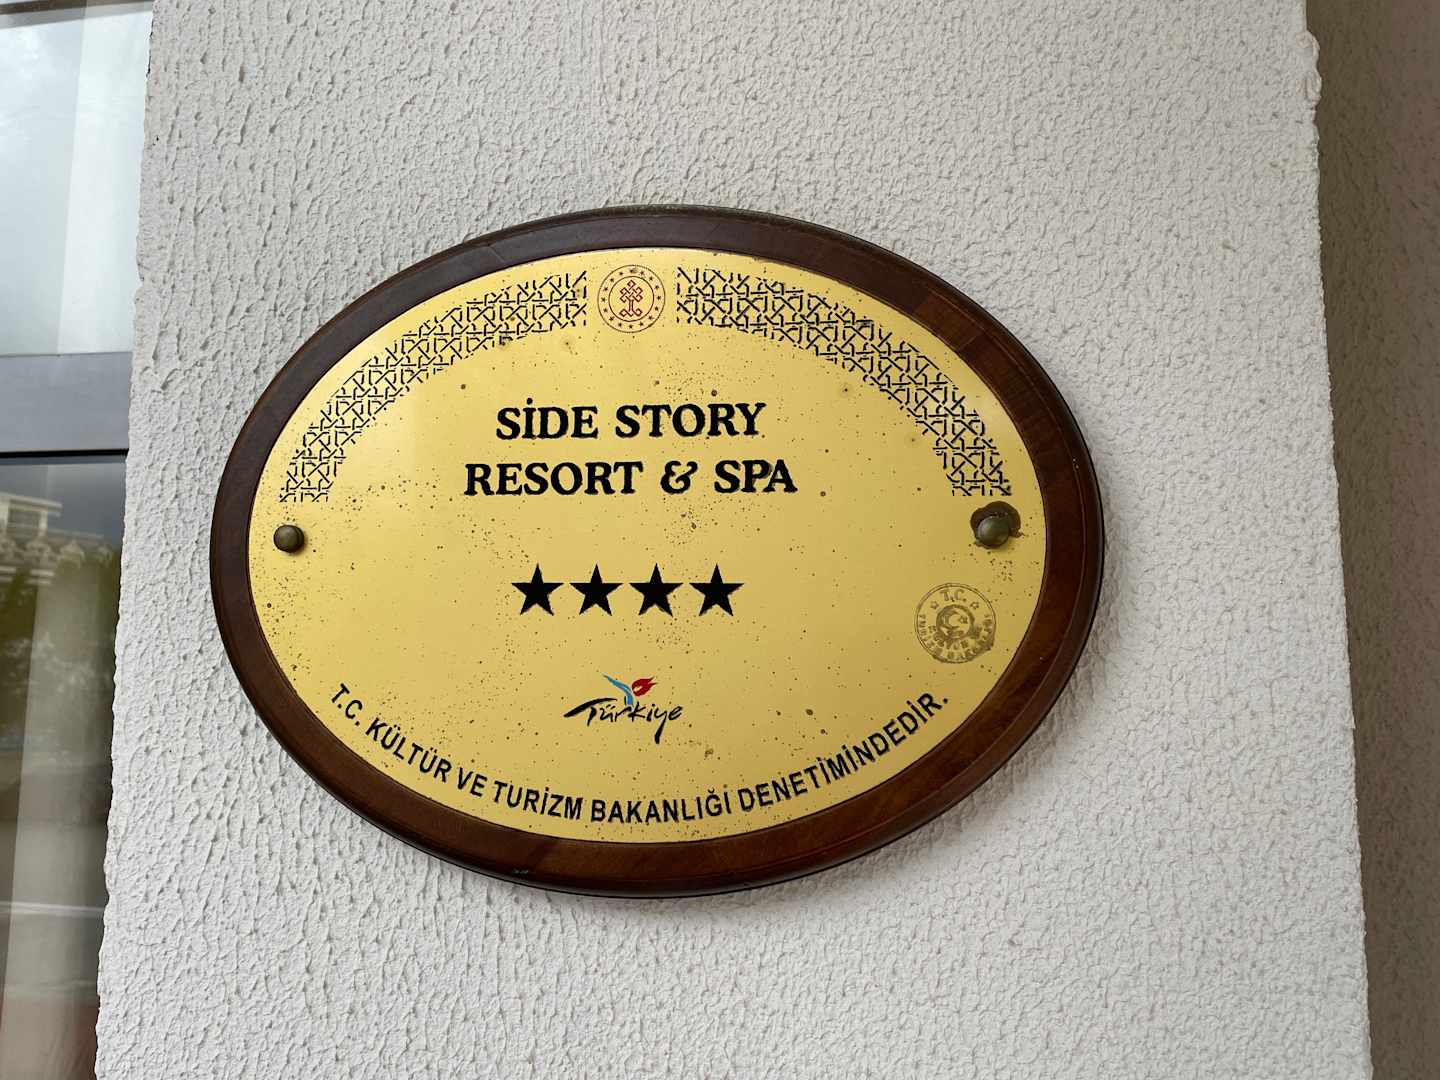 SİDE STORY
RESORT & SPA
Türkiye
T.C. KÜLTÜR VE TURİZM BAKANLIĞI DENETİMİNDEDİR.
T.C.